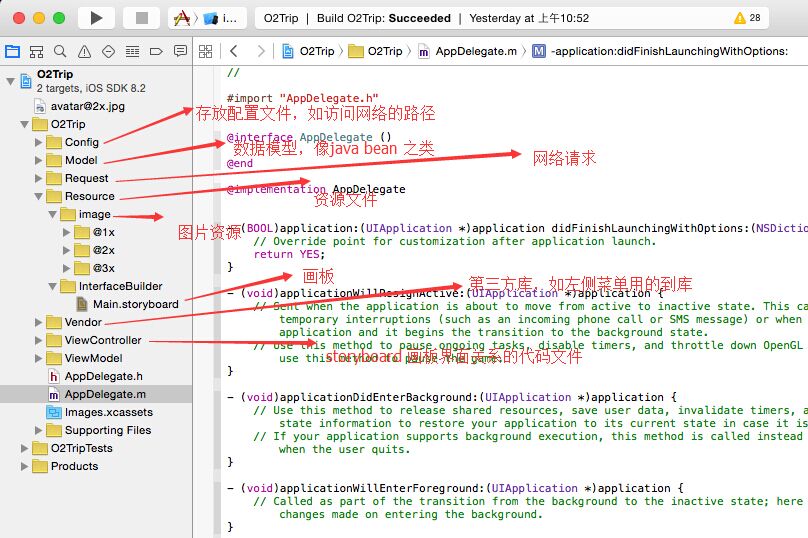 i...
O2Trip | Build O2Trip: Succeeded | Yesterday at 上午10:52
28
O2Trip
O2Trip
AppDelegate.m
-application:didFinishLaunchingWithOptions:
O2Trip
2 targets, iOS SDK 8.2
avatar@2x.jpg
O2Trip
Config
Model
Request
Resource
image
@1x
@2x
@3x
InterfaceBuilder
Main.storyboard
Vendor
ViewController
ViewModel
AppDelegate.h
AppDelegate.m
Images.xcassets
Supporting Files
O2TripTests
Products
//
#import "AppDelegate.h"
存放配置文件，如访问网络的路径
@interface AppDelegate ()
数据模型，像java bean 之类
@end
网络请求
@implementation AppDelegate
资源文件
- (BOOL)application:(UIApplication *)application didFinishLaunchingWithOptions:(NSDictio
图片资源
// Override point for customization after application launch.
return YES;
}
画板
第三方库，如左侧菜单用的到库
- (void)applicationWillResignActive:(UIApplication *)application {
// Sent when the application is about to move from active to inactive state. This ca
temporary interruptions (such as an incoming phone call or SMS message) or when
application and it begins the transition to the background state.
// Use this method to pause ongoing tasks, disable timers, and throttle down OpenGL
storyboard 画板界面关系的代码文件
use this method to pause the game.
}
- (void)applicationDidEnterBackground:(UIApplication *)application {
// Use this method to release shared resources, save user data, invalidate timers, a
state information to restore your application to its current state in case it is
// If your application supports background execution, this method is called instead
when the user quits.
}
- (void)applicationWillEnterForeground:(UIApplication *)application {
// Called as part of the transition from the background to the inactive state; here
changes made on entering the background.
}